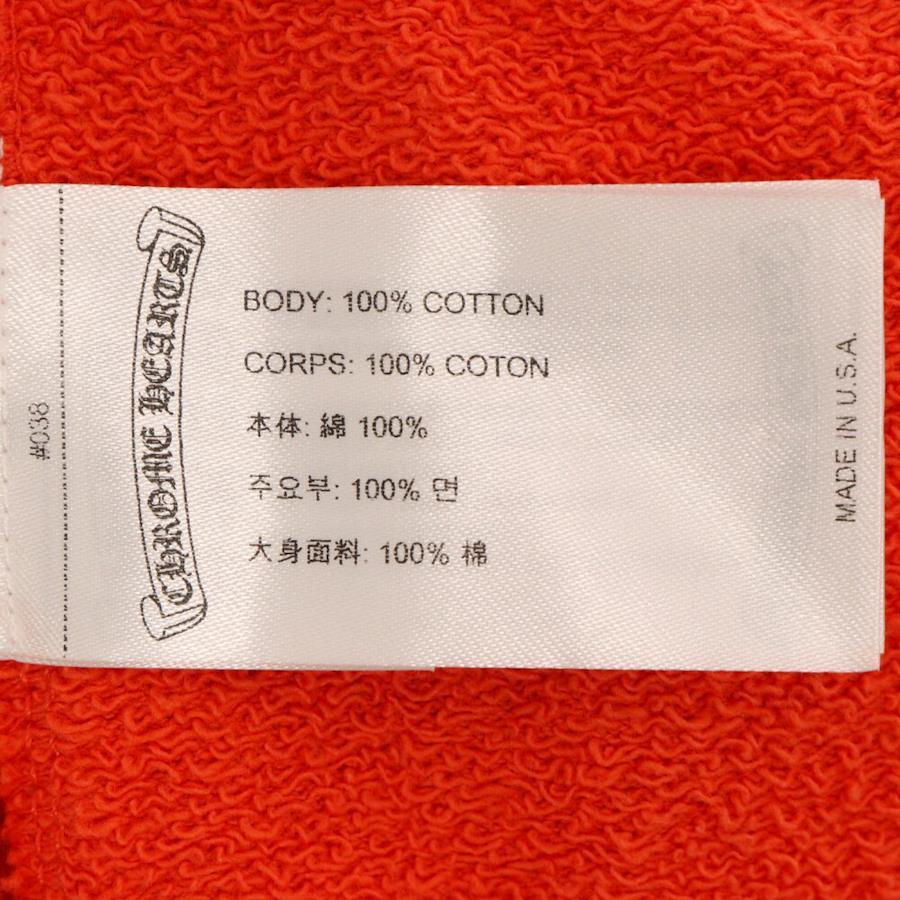 #038
CHROME HEARTS
BODY: 100% COTTON
CORPS: 100% COTON
本体: 綿 100%
주요부: 100% 면
大身面料: 100% 棉
MADE IN U.S.A.